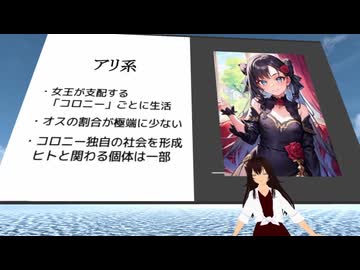 アリ系
・女王が支配する
「コロニー」ごとに生活
・オスの割合が極端に少ない
・コロニー独自の社会を形成
ヒトと関わる個体は一部